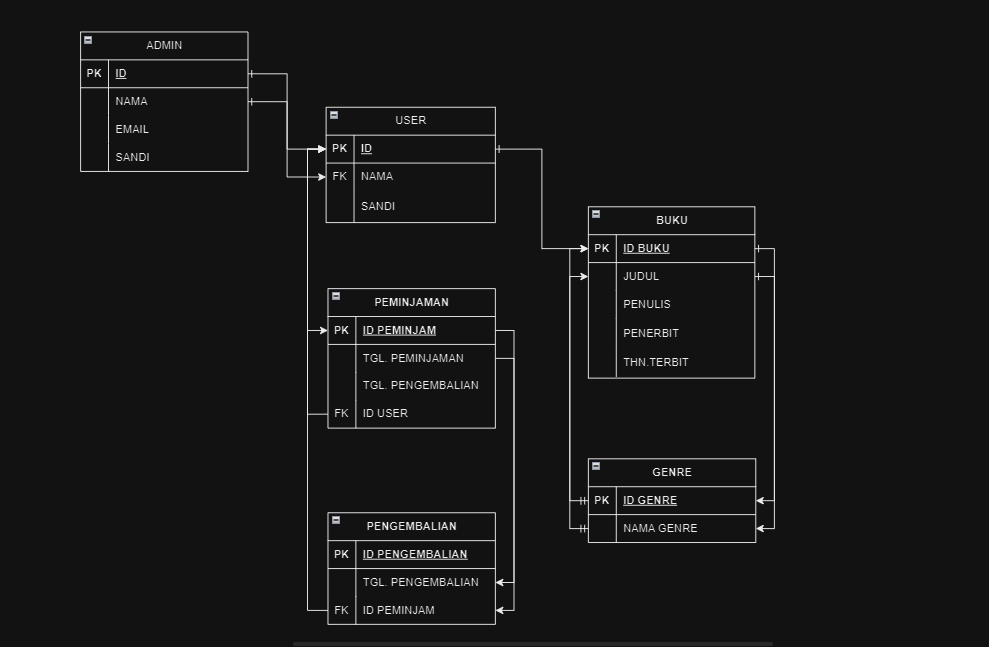 ADMIN
PK ID
NAMA
EMAIL
SANDI
USER
PK ID
FK NAMA
SANDI
BUKU
PK ID BUKU
JUDUL
PENULIS
PENERBIT
THN.TERBIT
PEMINJAMAN
PK ID PEMINJAM
TGL. PEMINJAMAN
TGL. PENGEMBALIAN
FK ID USER
GENRE
PK ID GENRE
NAMA GENRE
PENGEMBALIAN
PK ID PENGEMBALIAN
TGL. PENGEMBALIAN
FK ID PEMINJAM